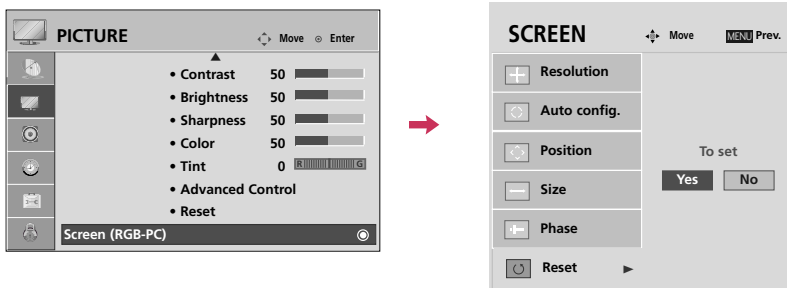 PICTURE
Move Enter
• Contrast 50
• Brightness 50
• Sharpness 50
• Color 50
• Tint 0 R G
• Advanced Control
• Reset
Screen (RGB-PC)
SCREEN
Move MENU Prev.
Resolution
Auto config.
Position
Size
Phase
Reset
To set
Yes No